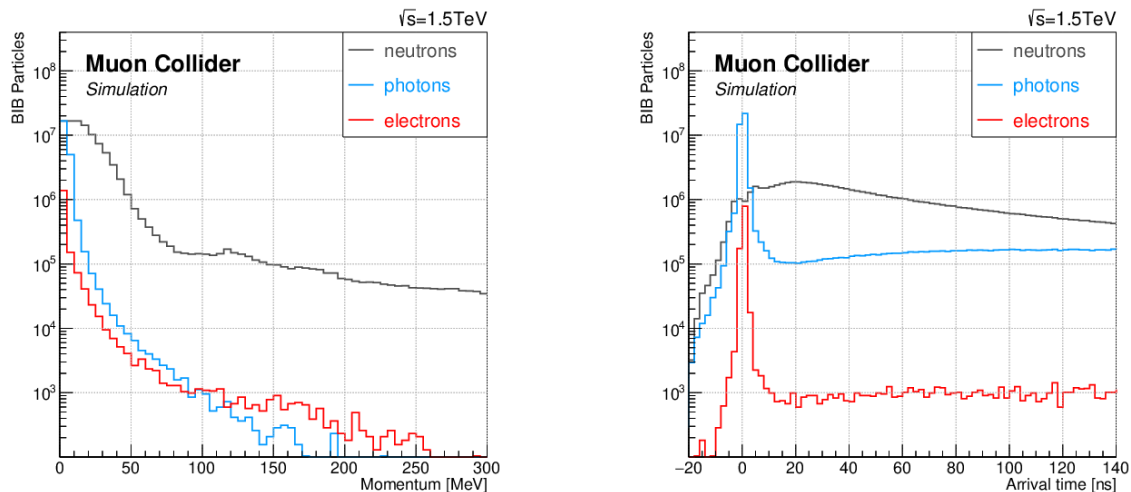 √s=1.5TeV
BIB Particles
Muon Collider
Simulation
neutrons
photons
electrons
10⁸
10⁷
10⁶
10⁵
10⁴
10³
0 50 100 150 200 250 300
Momentum [MeV]
√s=1.5TeV
BIB Particles
Muon Collider
Simulation
neutrons
photons
electrons
10⁸
10⁷
10⁶
10⁵
10⁴
10³
−20 0 20 40 60 80 100 120 140
Arrival time [ns]